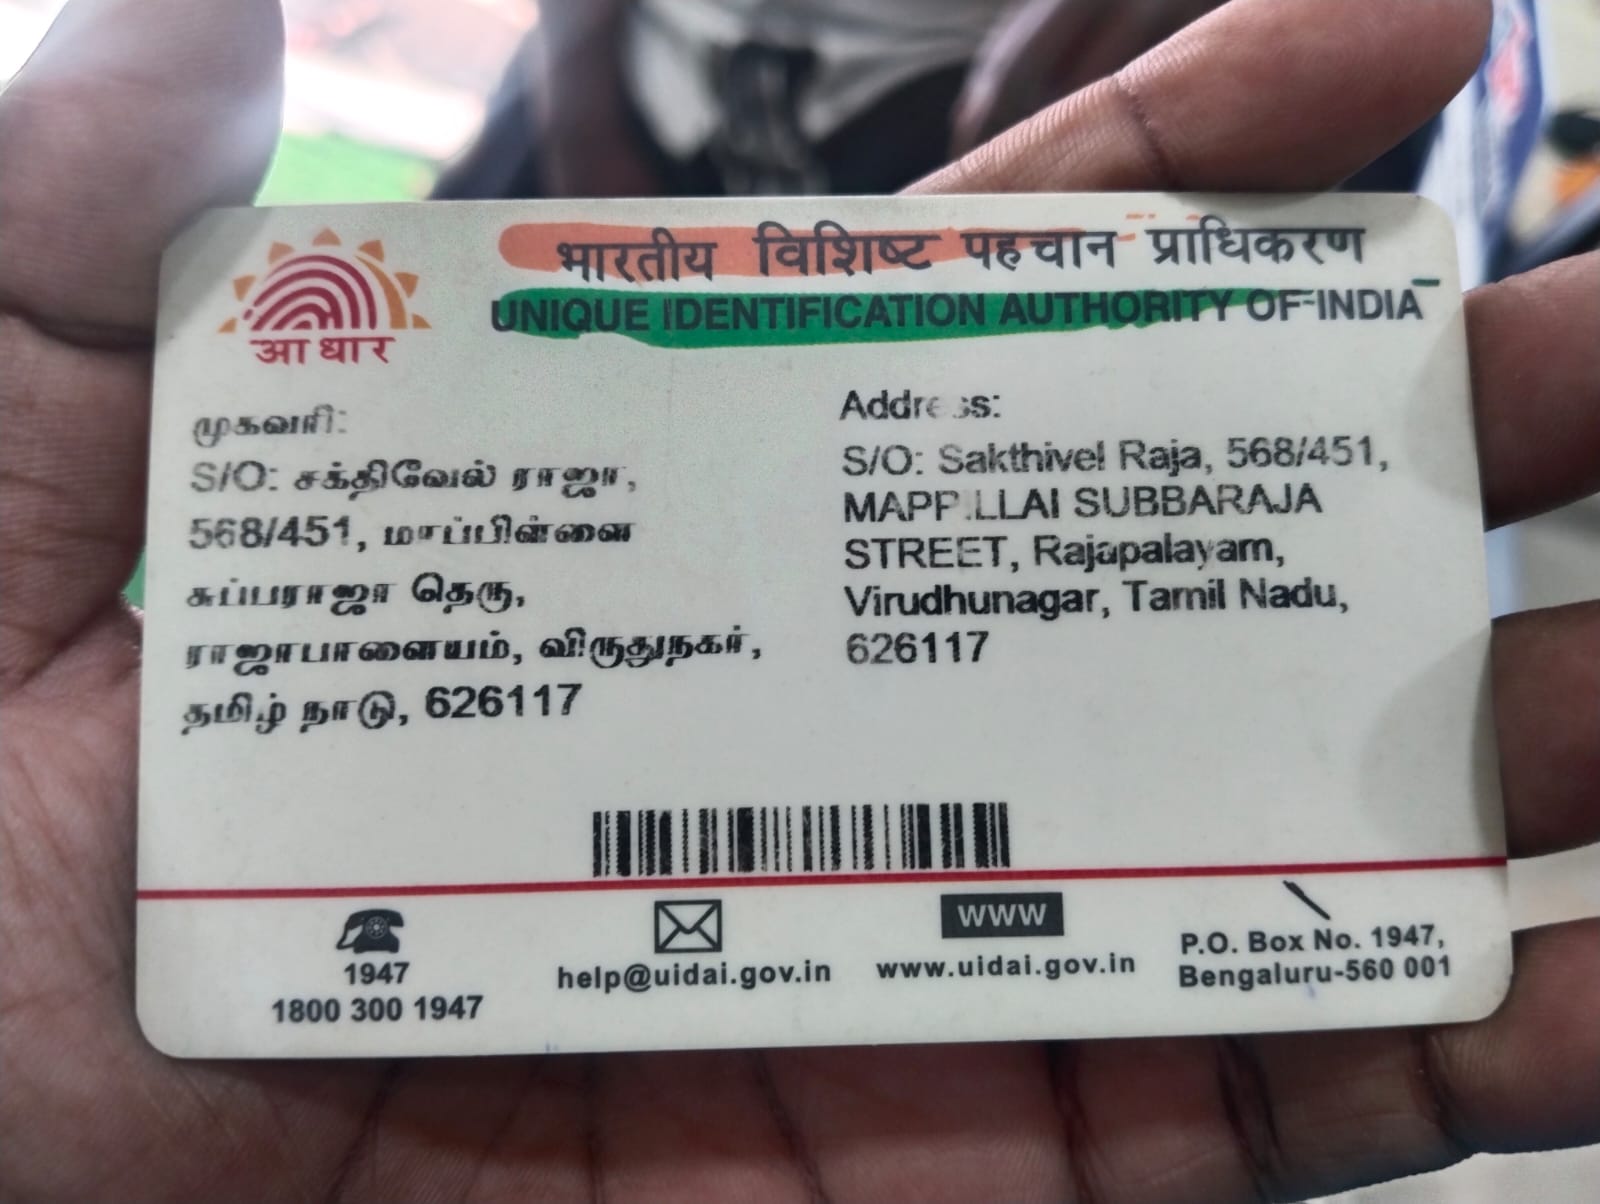 भारतीय विशिष्ट पहचान प्राधिकरण
UNIQUE IDENTIFICATION AUTHORITY OF INDIA
आधार
முகவரி:
S/O: சக்திவேல் ராஜா,
568/451, மாப்பிள்ளை
சுப்பராஜா தெரு,
ராஜாபாளையம், விருதுநகர்,
தமிழ் நாடு, 626117
Address:
S/O: Sakthivel Raja, 568/451,
MAPPILLAI SUBBARAJA
STREET, Rajapalayam,
Virudhunagar, Tamil Nadu,
626117
1947
1800 300 1947
help@uidai.gov.in
www
www.uidai.gov.in
P.O. Box No. 1947,
Bengaluru-560 001